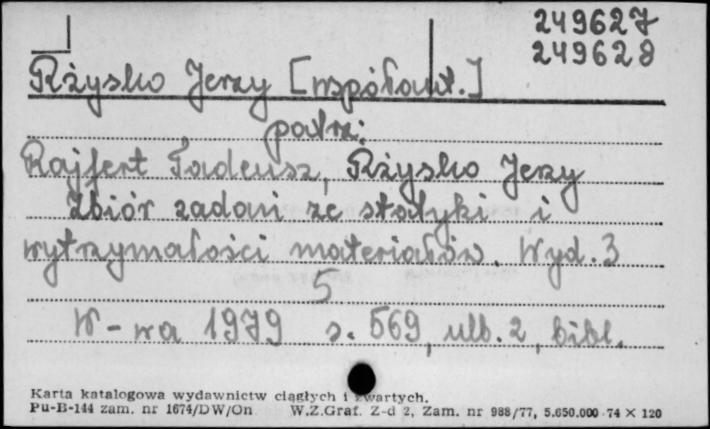 249627
249628
Rżysko Jerzy [współaut.]
patrz:
Rajfert Tadeusz, Rżysko Jerzy
Zbiór zadań ze statyki i
wytrzymałości materiałów. Wyd. 3
5
W-wa 1979 s. 569, ulb. 2, bibl.
Karta katalogowa wydawnictw ciągłych i zwartych.
Pu-B-144 zam. nr 1674/DW/On W.Z.Graf. Z-d 2, Zam. nr 988/77, 5.650.000 74 × 120